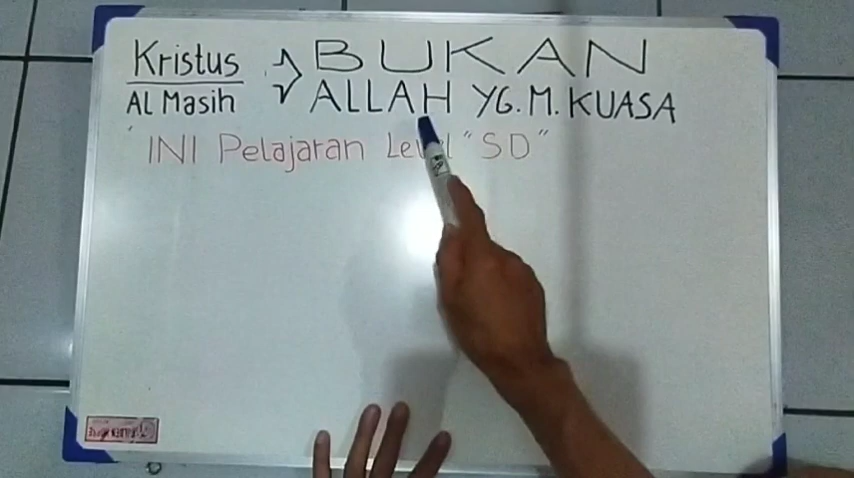 Kristus BUKAN
Al Masih ALLAH YG. M. KUASA
INI Pelajaran Level "SD"